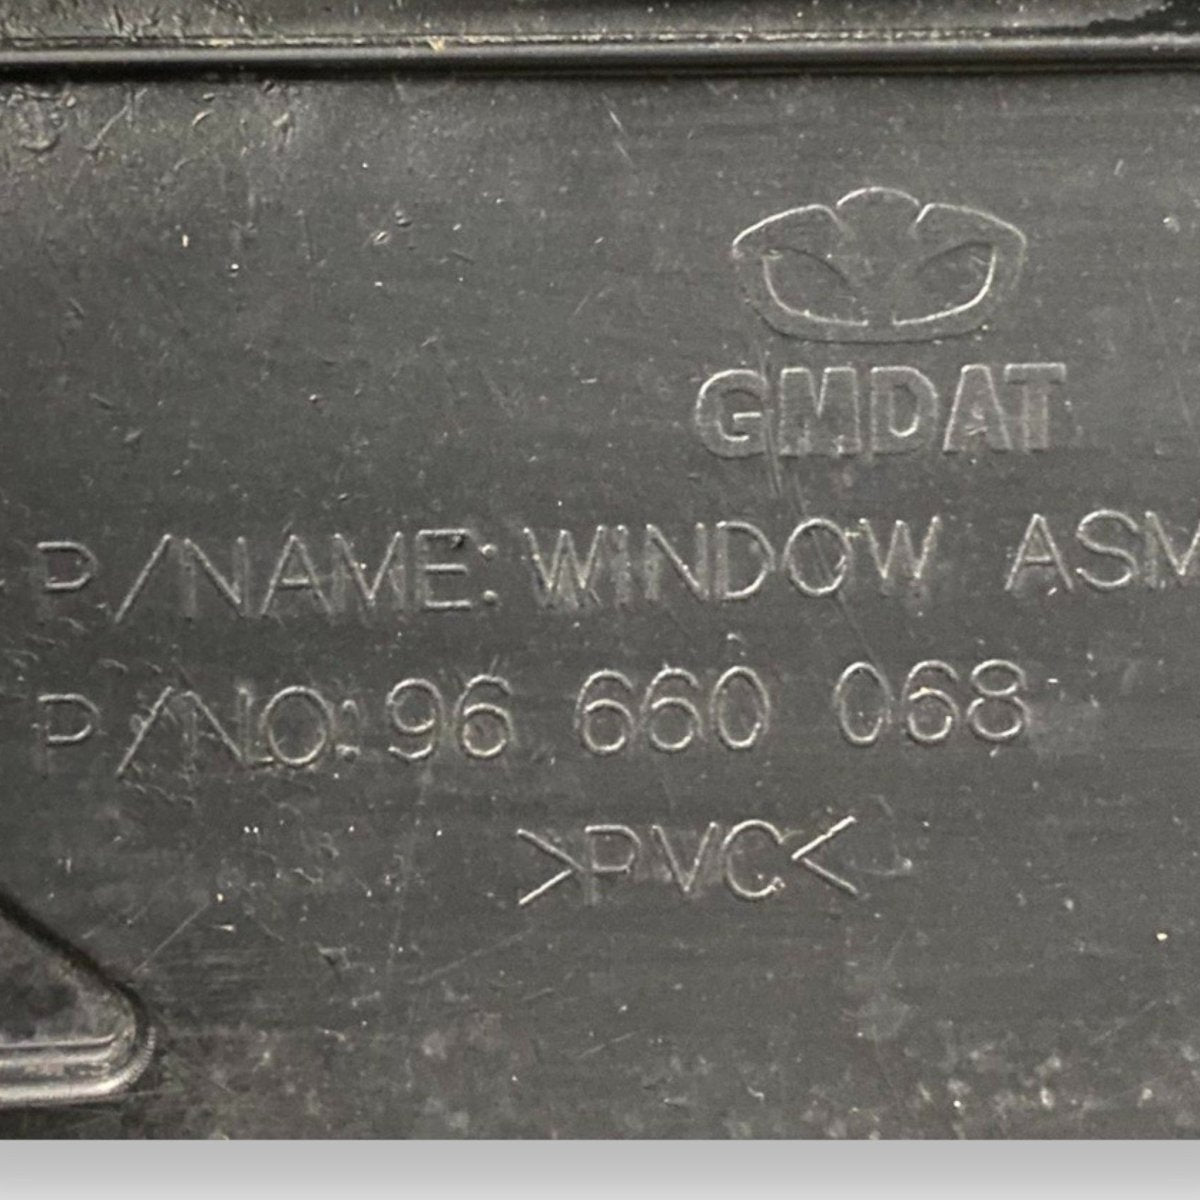 GMDAT
P/NAME: WINDOW ASM
P/NO: 96 660 068
>PVC<